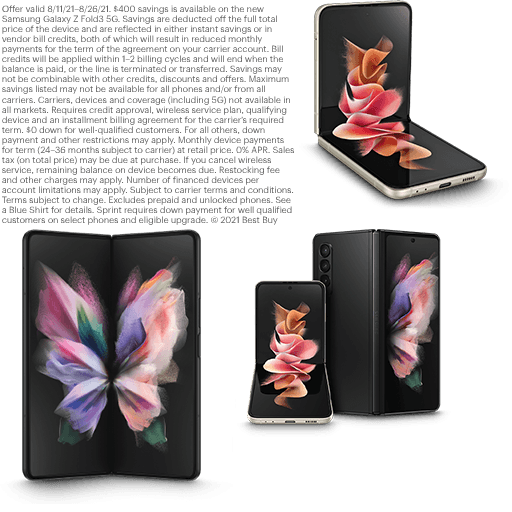 Offer valid 8/11/21–8/26/21. $400 savings is available on the new
Samsung Galaxy Z Fold3 5G. Savings are deducted off the full total
price of the device and are reflected in either instant savings or in
vendor bill credits, both of which will result in reduced monthly
payments for the term of the agreement on your carrier account. Bill
credits will be applied within 1–2 billing cycles and will end when the
balance is paid, or the line is terminated or transferred. Savings may
not be combinable with other credits, discounts and offers. Maximum
savings listed may not be available for all phones and/or from all
carriers. Carriers, devices and coverage (including 5G) not available in
all markets. Requires credit approval, wireless service plan, qualifying
device and an installment billing agreement for the carrier's required
term. $0 down for well-qualified customers. For all others, down
payment and other restrictions may apply. Monthly device payments
for term (24–36 months subject to carrier) at retail price. 0% APR. Sales
tax (on total price) may be due at purchase. If you cancel wireless
service, remaining balance on device becomes due. Restocking fee
and other charges may apply. Number of financed devices per
account limitations may apply. Subject to carrier terms and conditions.
Terms subject to change. Excludes prepaid and unlocked phones. See
a Blue Shirt for details. Sprint requires down payment for well qualified
customers on select phones and eligible upgrade. © 2021 Best Buy